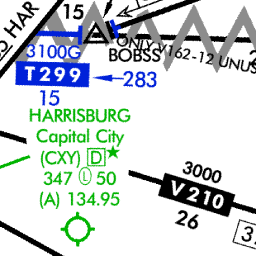 15
HAR
ONLY V162-12 UNUS
BOBSS
3100G
T299
283
15
HARRISBURG
Capital City
(CXY) D★
347 Ⓛ 50
(A) 134.95
3000
V 210
26
3